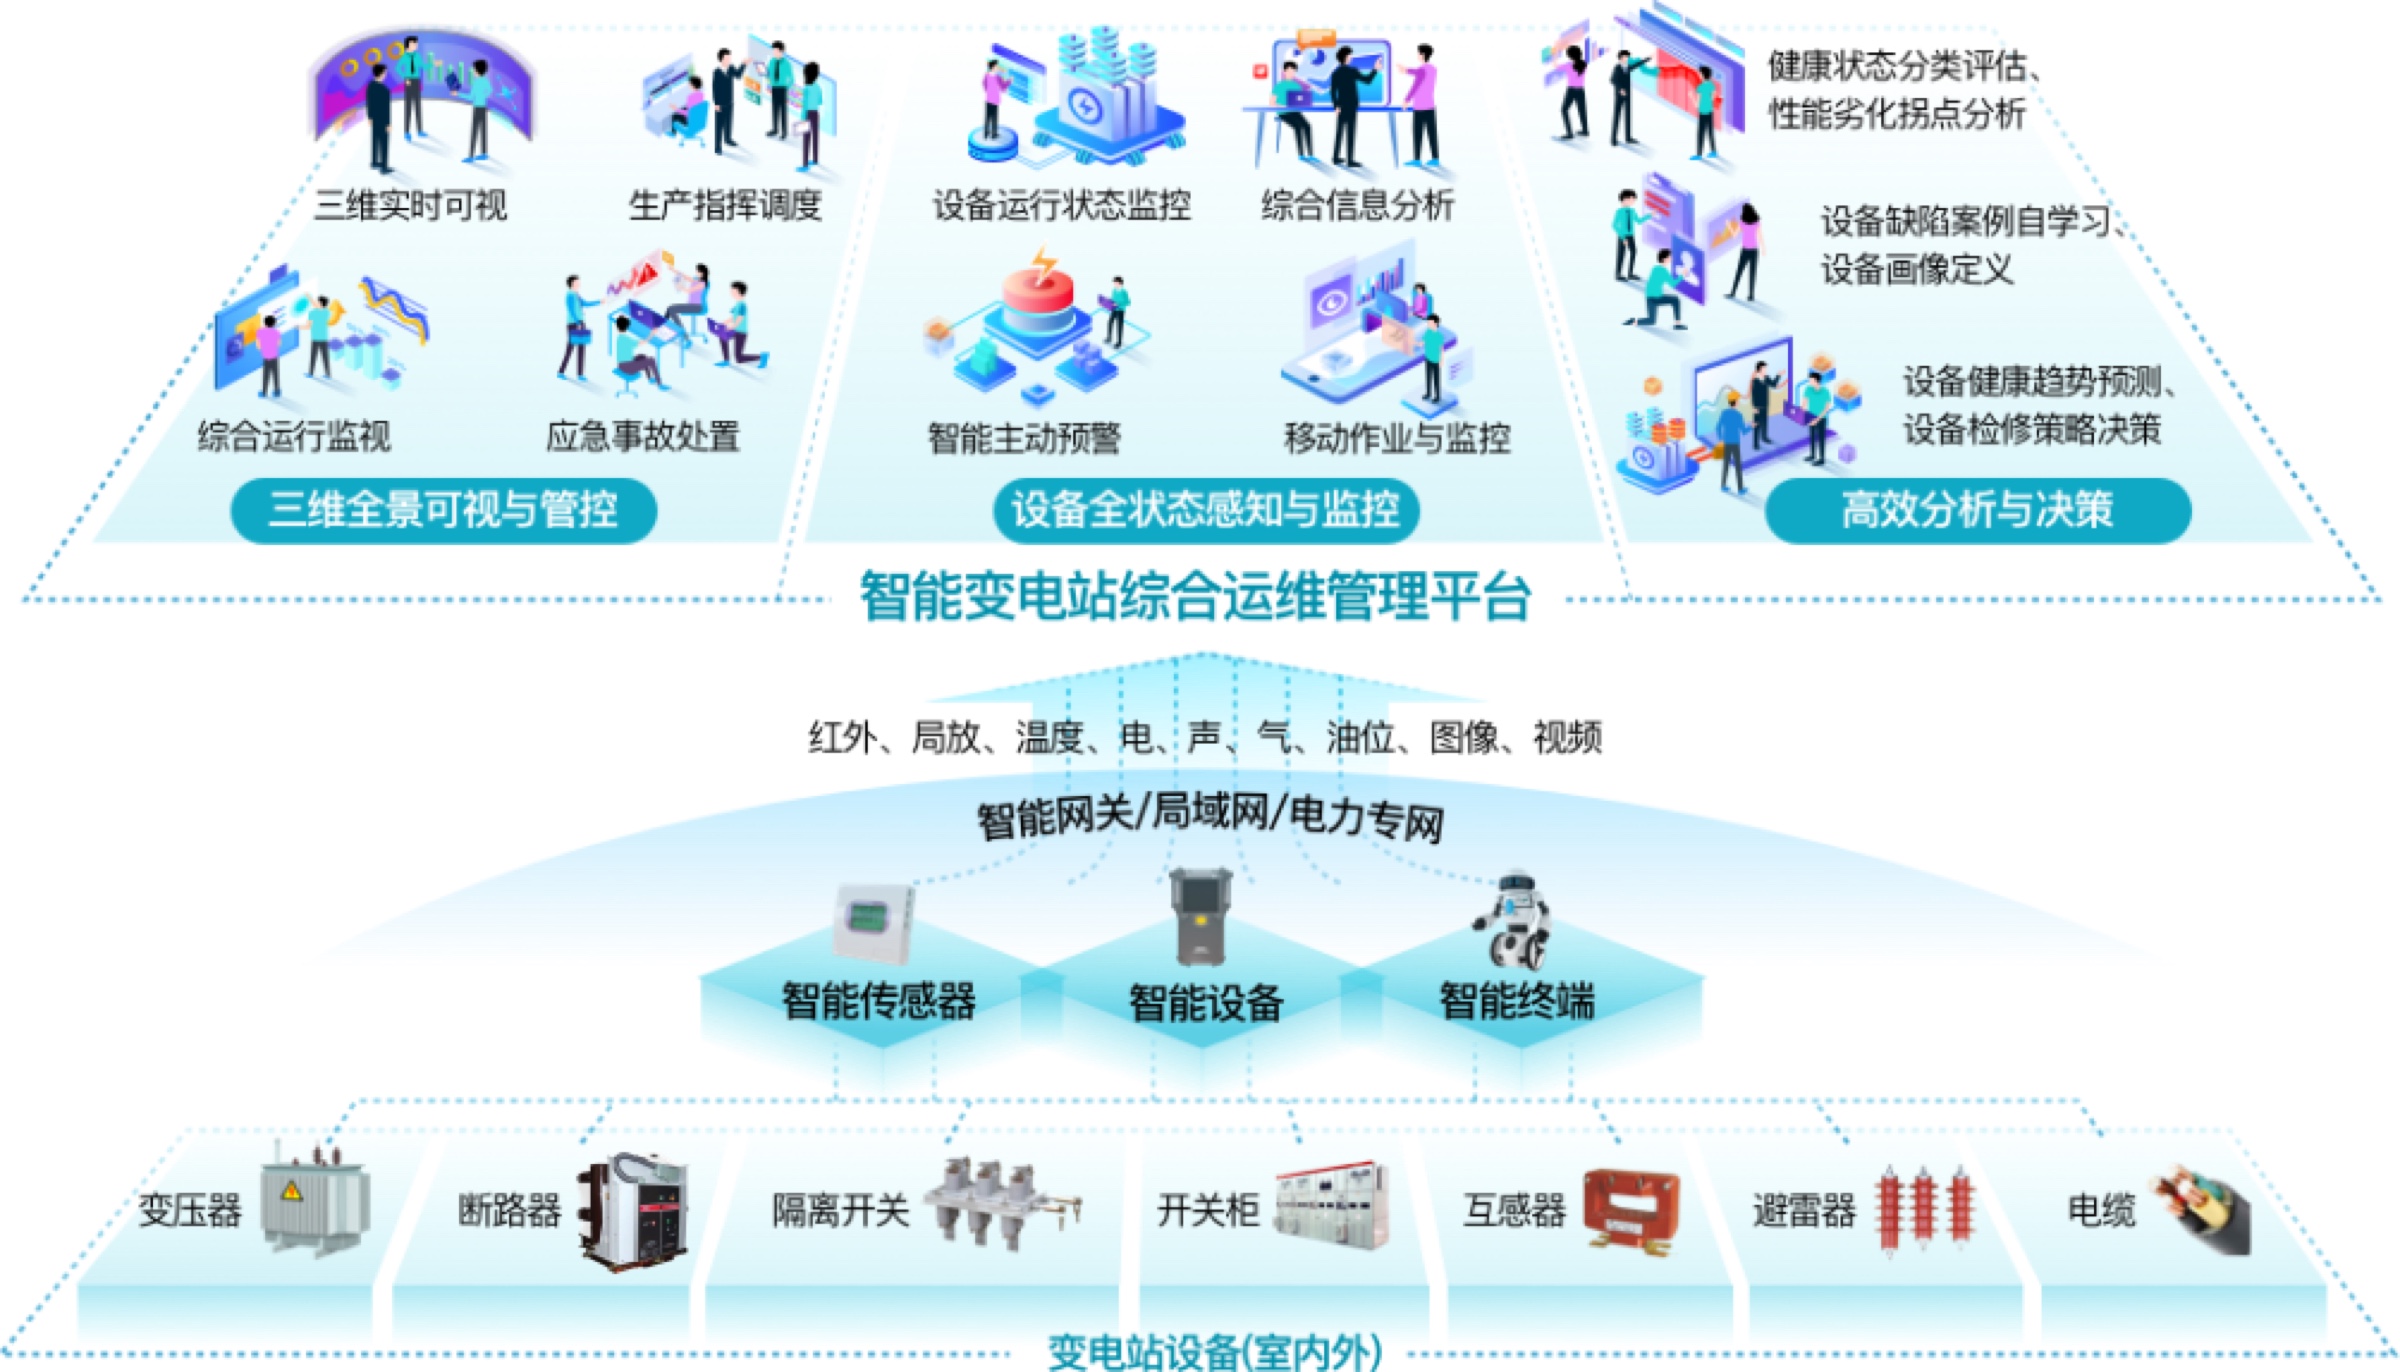 三维实时可视
生产指挥调度
设备运行状态监控
综合信息分析
健康状态分类评估、
性能劣化拐点分析
设备缺陷案例自学习、
设备画像定义
综合运行监视
应急事故处置
智能主动预警
移动作业与监控
设备健康趋势预测、
设备检修策略决策
三维全景可视与管控
设备全状态感知与监控
高效分析与决策
智能变电站综合运维管理平台
红外、局放、温度、电、声、气、油位、图像、视频
智能网关/局域网/电力专网
智能传感器
智能设备
智能终端
变压器
断路器
隔离开关
开关柜
互感器
避雷器
电缆
变电站设备(室内外)